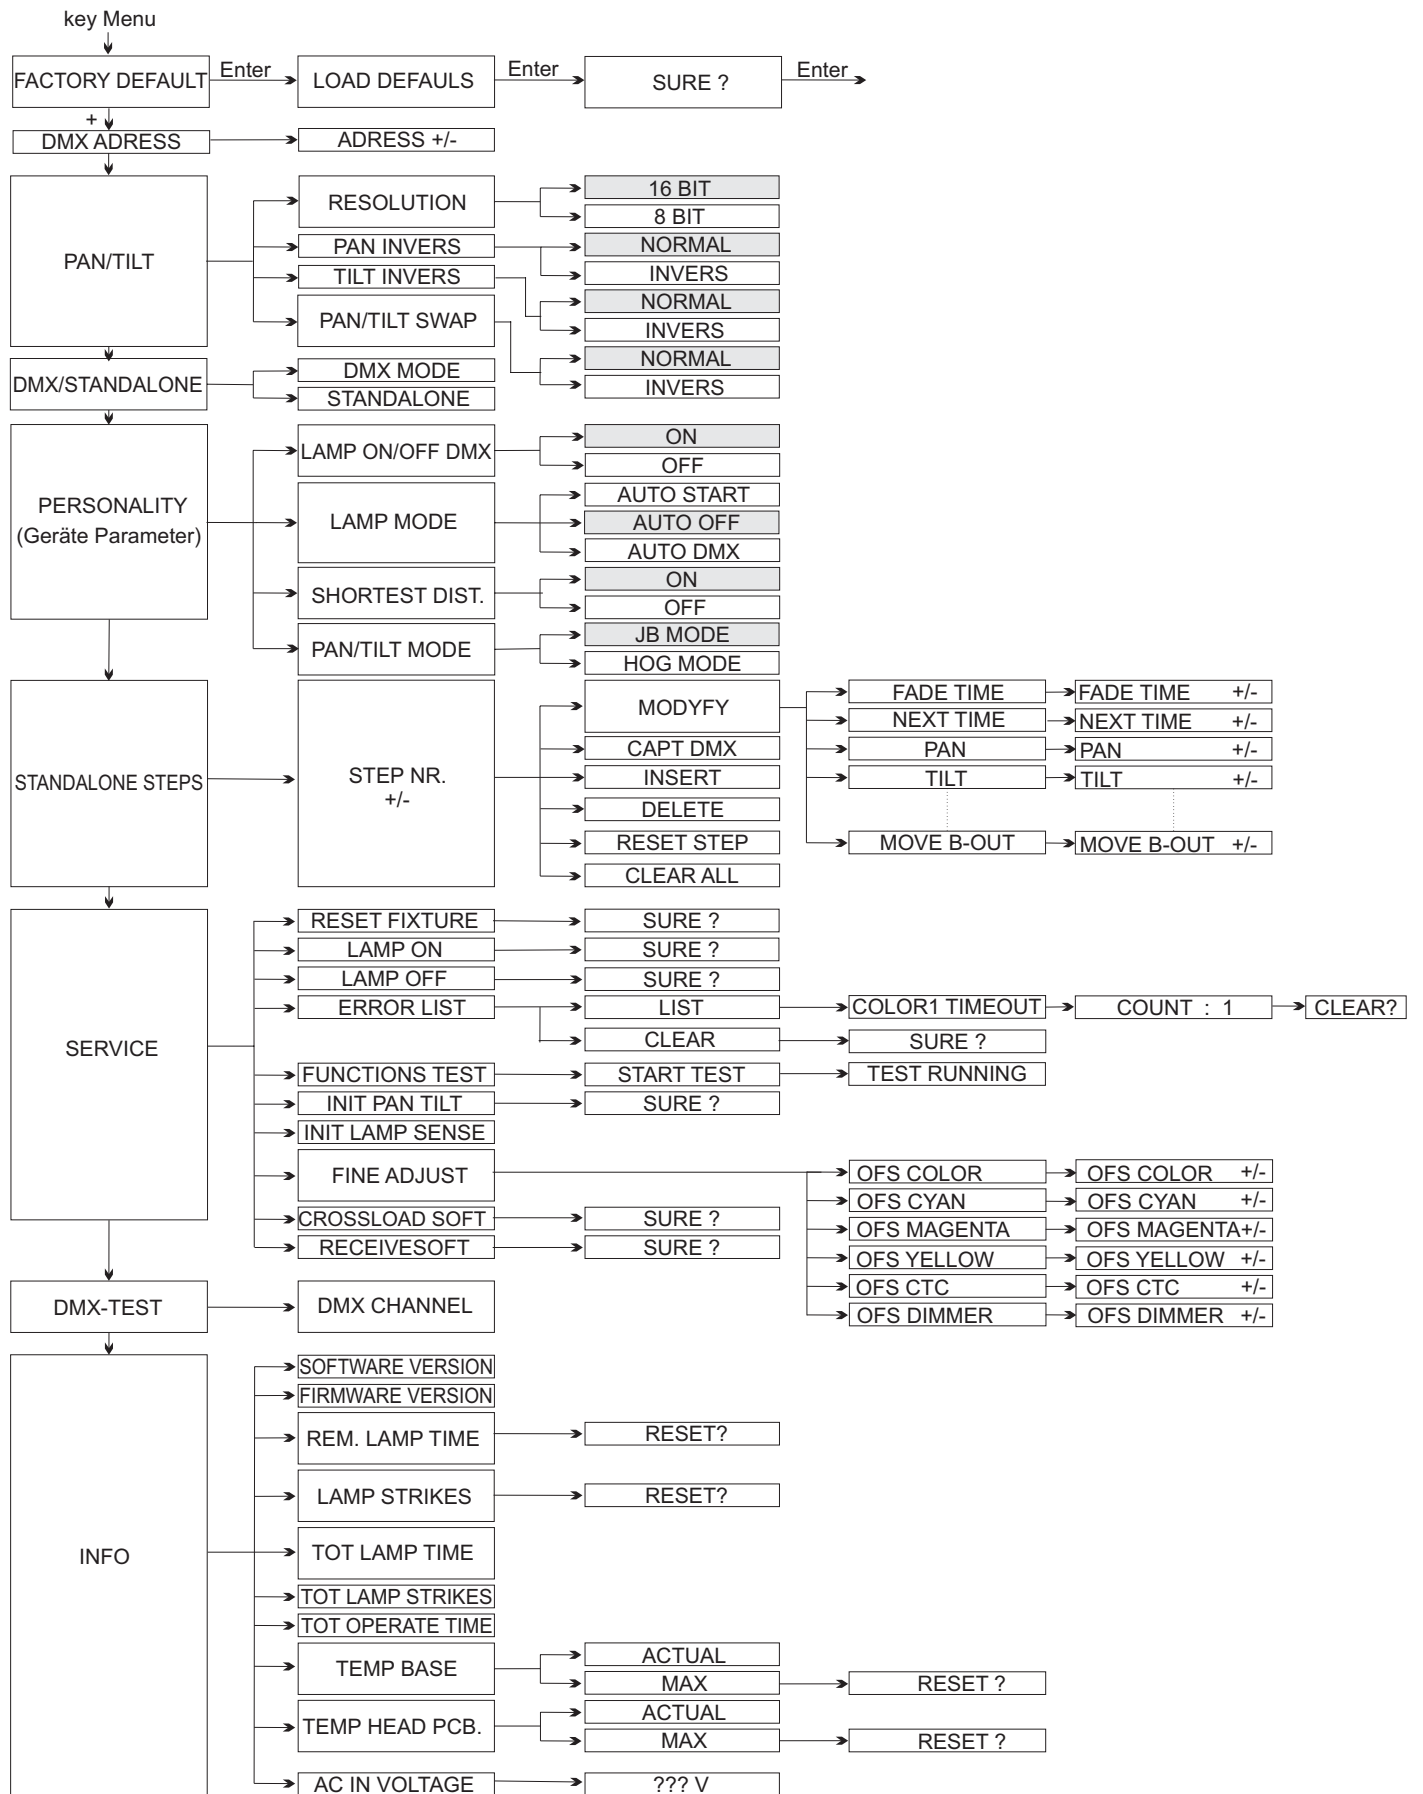 key Menu
FACTORY DEFAULT Enter LOAD DEFAULS Enter SURE ? Enter
+
DMX ADRESS ADRESS +/-
PAN/TILT
RESOLUTION
16 BIT
8 BIT
PAN INVERS
NORMAL
INVERS
TILT INVERS
NORMAL
INVERS
PAN/TILT SWAP
NORMAL
INVERS
DMX/STANDALONE
DMX MODE
STANDALONE
PERSONALITY
(Geräte Parameter)
LAMP ON/OFF DMX
ON
OFF
LAMP MODE
AUTO START
AUTO OFF
AUTO DMX
SHORTEST DIST.
ON
OFF
PAN/TILT MODE
JB MODE
HOG MODE
STANDALONE STEPS
STEP NR.
+/-
MODYFY
FADE TIME FADE TIME +/-
NEXT TIME NEXT TIME +/-
PAN PAN +/-
TILT TILT +/-
MOVE B-OUT MOVE B-OUT +/-
CAPT DMX
INSERT
DELETE
RESET STEP
CLEAR ALL
SERVICE
RESET FIXTURE SURE ?
LAMP ON SURE ?
LAMP OFF SURE ?
ERROR LIST LIST COLOR1 TIMEOUT COUNT : 1 CLEAR?
CLEAR SURE ?
FUNCTIONS TEST START TEST TEST RUNNING
INIT PAN TILT SURE ?
INIT LAMP SENSE
FINE ADJUST
OFS COLOR OFS COLOR +/-
OFS CYAN OFS CYAN +/-
OFS MAGENTA OFS MAGENTA+/-
OFS YELLOW OFS YELLOW +/-
OFS CTC OFS CTC +/-
OFS DIMMER OFS DIMMER +/-
CROSSLOAD SOFT SURE ?
RECEIVESOFT SURE ?
DMX-TEST DMX CHANNEL
INFO
SOFTWARE VERSION
FIRMWARE VERSION
REM. LAMP TIME RESET?
LAMP STRIKES RESET?
TOT LAMP TIME
TOT LAMP STRIKES
TOT OPERATE TIME
TEMP BASE
ACTUAL
MAX RESET ?
TEMP HEAD PCB.
ACTUAL
MAX RESET ?
AC IN VOLTAGE ??? V